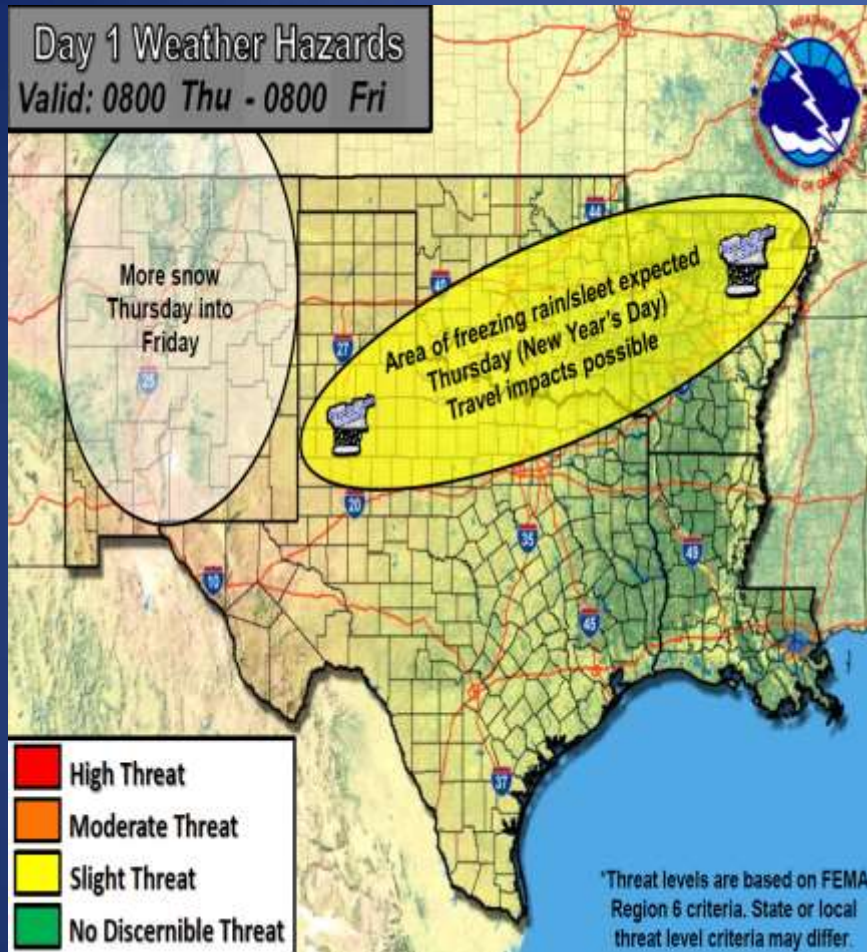 Day 1 Weather Hazards
Valid: 0800 Thu - 0800 Fri
44
More snow
Thursday into
Friday
40
27
25
Area of freezing rain/sleet expected
Thursday (New Year's Day)
Travel impacts possible
20
35
49
10
45
37
High Threat
Moderate Threat
Slight Threat
No Discernible Threat
*Threat levels are based on FEMA
Region 6 criteria. State or local
threat level criteria may differ